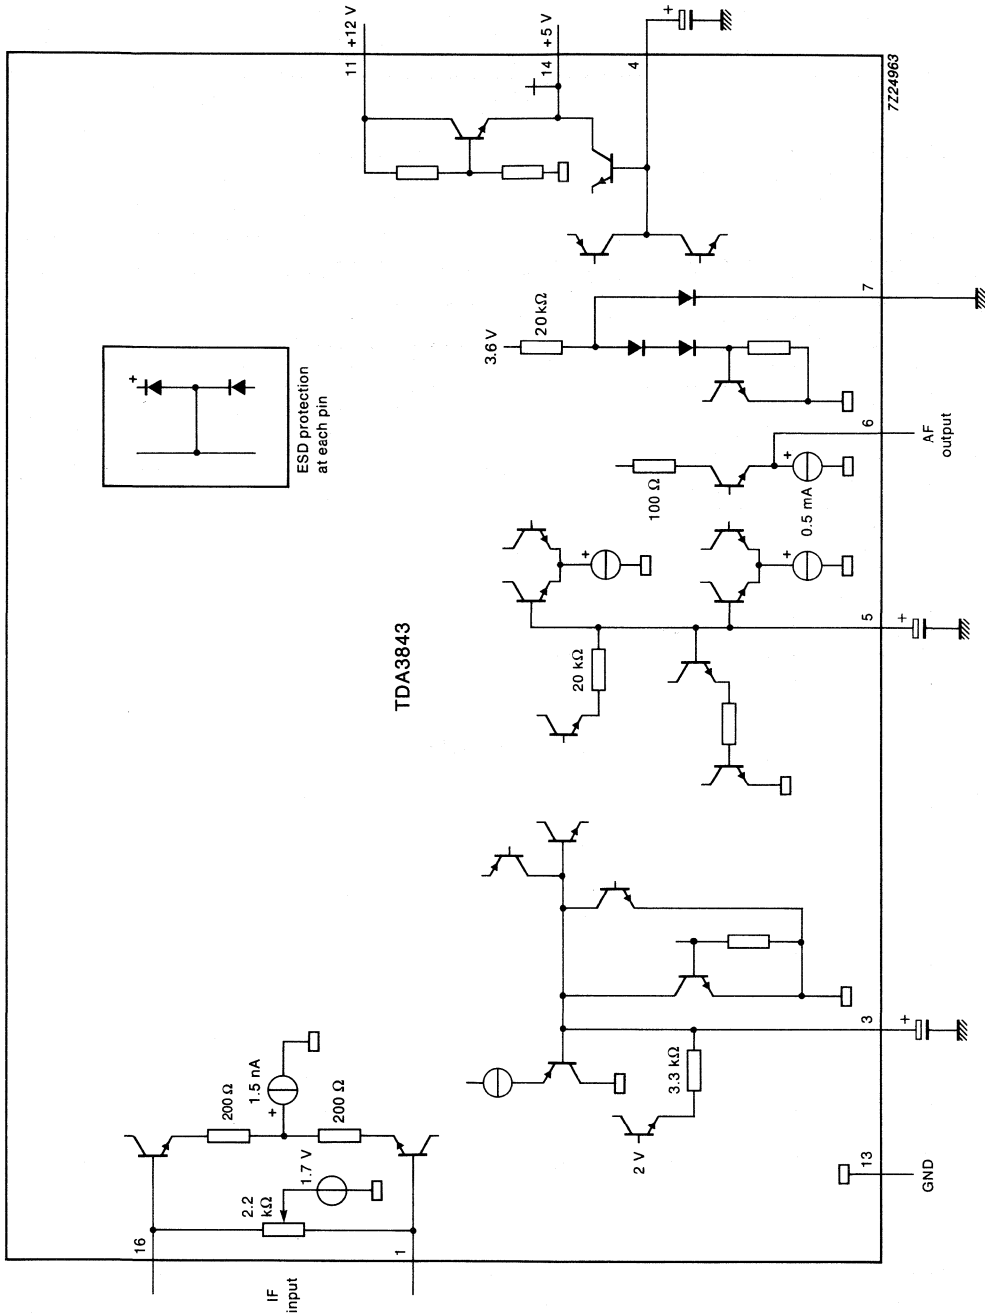 11 +12 V
14 +5 V
4
+
7Z24963
+
ESD protection
at each pin
3.6 V
20 kΩ
7
6
AF
output
100 Ω
+
0.5 mA
+
+
5
+
20 kΩ
TDA3843
3
+
3.3 kΩ
2 V
13
GND
200 Ω
1.5 nA
+
200 Ω
1.7 V
2.2
kΩ
16
1
IF
input